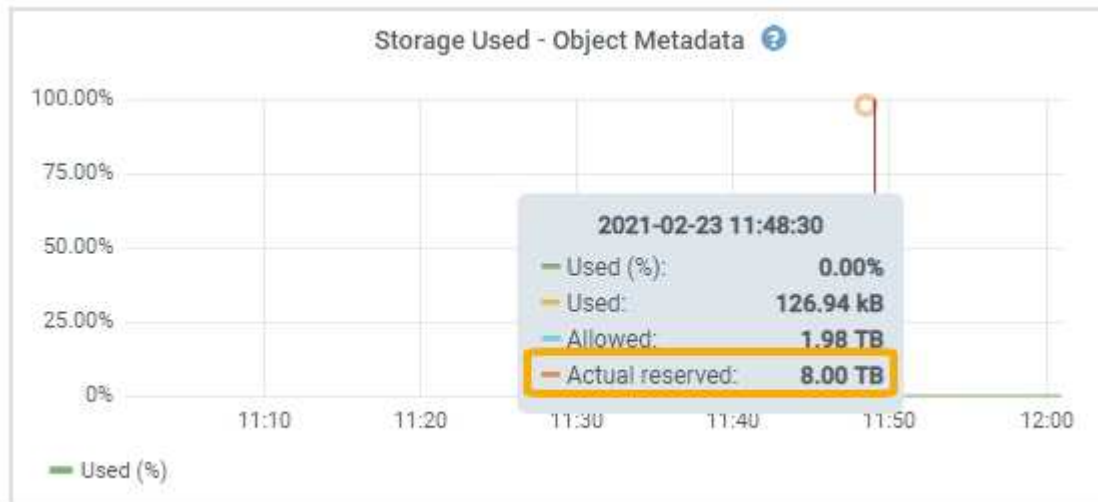 Storage Used - Object Metadata ?
100.00%
75.00%
50.00%
25.00%
0%
2021-02-23 11:48:30
Used (%): 0.00%
Used: 126.94 kB
Allowed: 1.98 TB
Actual reserved: 8.00 TB
11:10 11:20 11:30 11:40 11:50 12:00
Used (%)